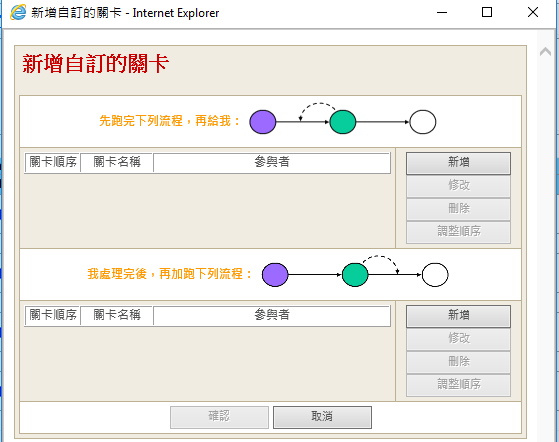 新增自訂的關卡 - Internet Explorer
新增自訂的關卡
先跑完下列流程，再給我：
關卡順序 關卡名稱 參與者
新增
修改
刪除
調整順序
我處理完後，再加跑下列流程：
關卡順序 關卡名稱 參與者
新增
修改
刪除
調整順序
確認 取消